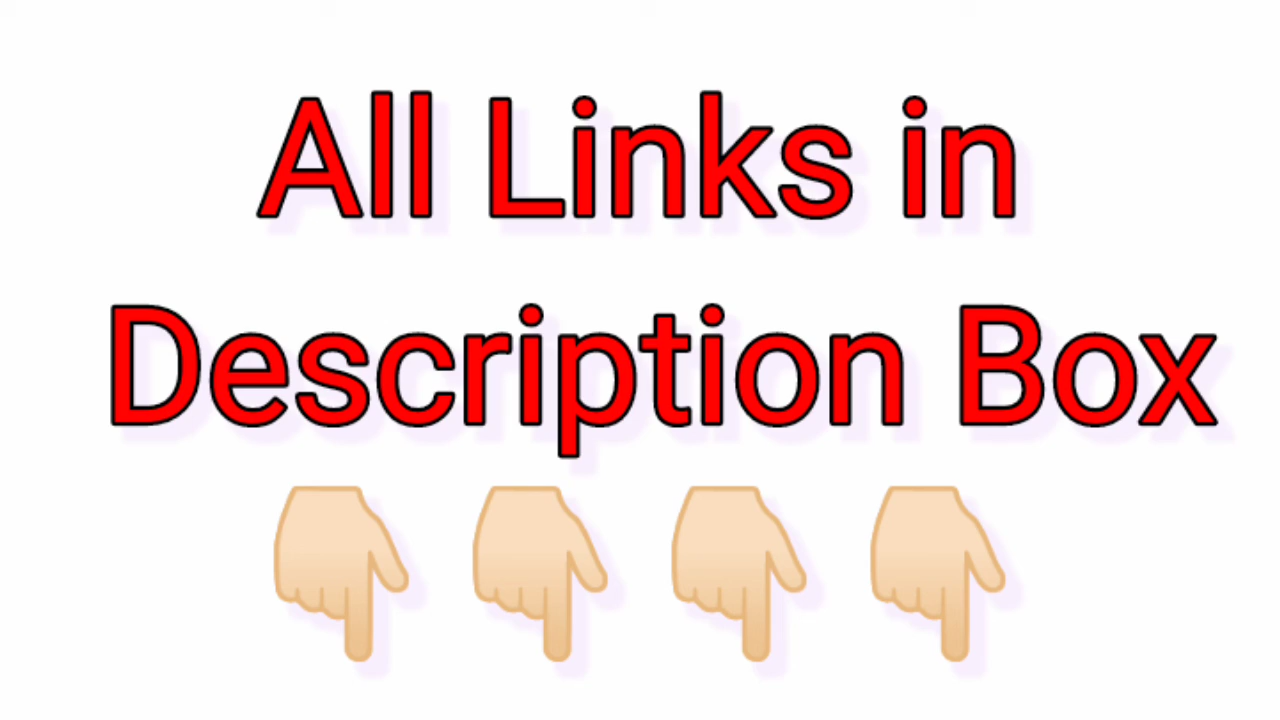 All Links in
Description Box
👇🏼 👇🏼 👇🏼 👇🏼